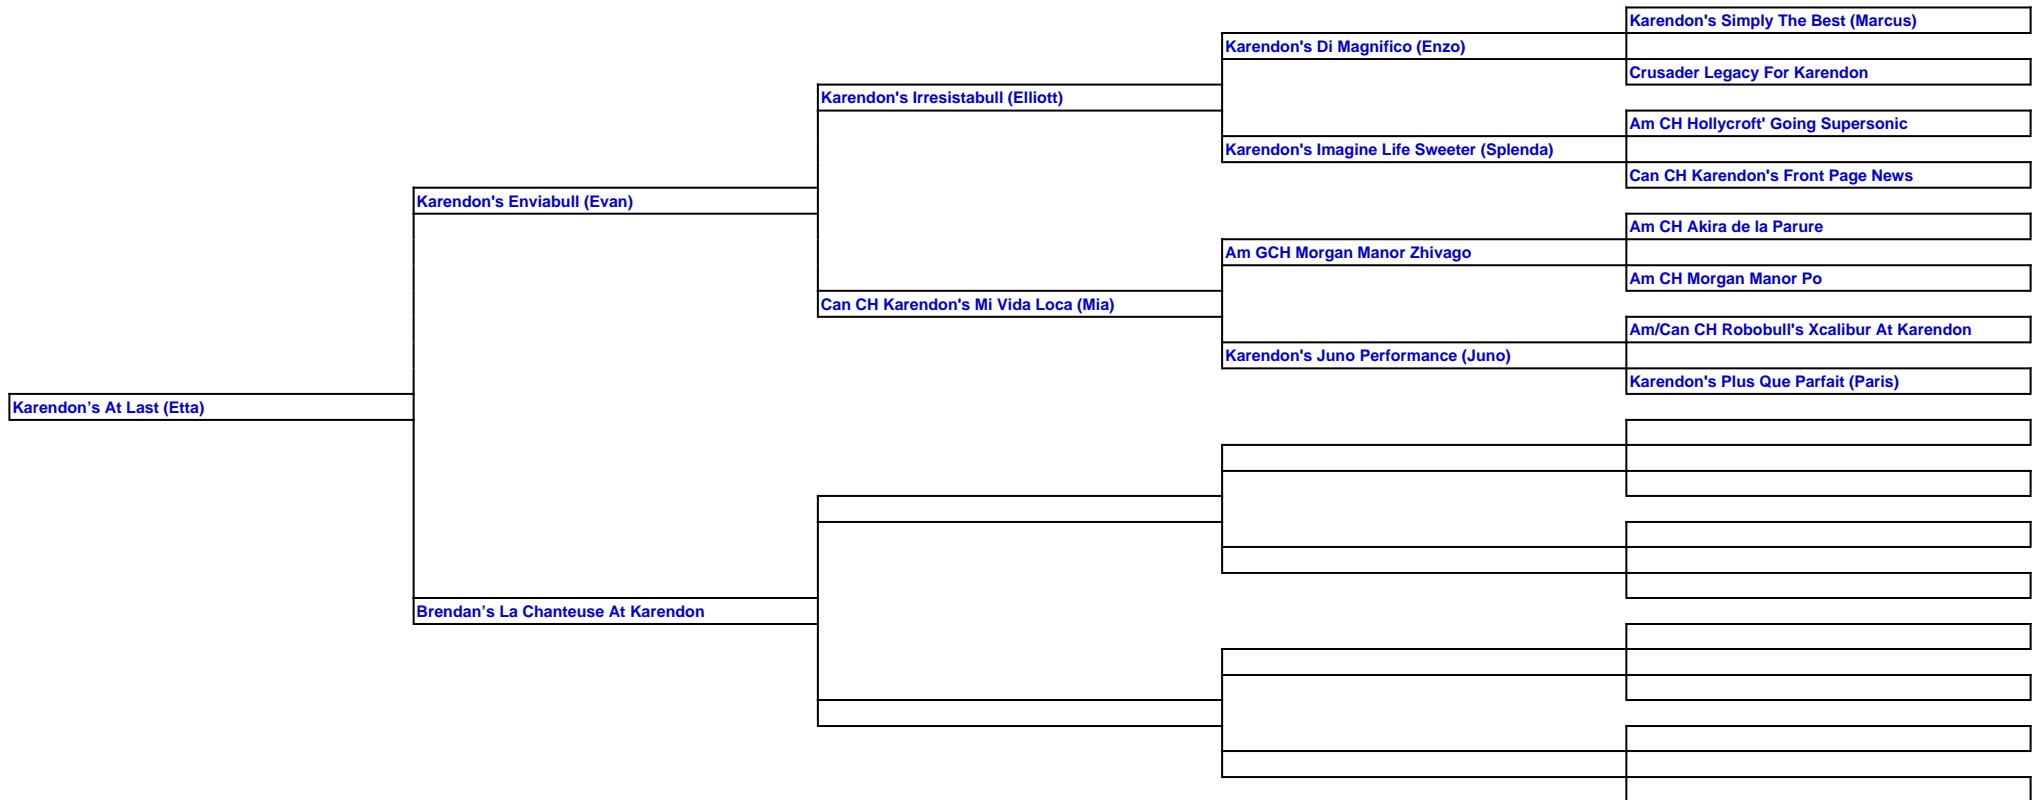 Karendon's Simply The Best (Marcus)
Karendon's Di Magnifico (Enzo)
Crusader Legacy For Karendon
Karendon's Irresistabull (Elliott)
Am CH Hollycroft' Going Supersonic
Karendon's Imagine Life Sweeter (Splenda)
Can CH Karendon's Front Page News
Karendon's Enviabull (Evan)
Am CH Akira de la Parure
Am GCH Morgan Manor Zhivago
Am CH Morgan Manor Po
Can CH Karendon's Mi Vida Loca (Mia)
Am/Can CH Robobull's Xcalibur At Karendon
Karendon's Juno Performance (Juno)
Karendon's Plus Que Parfait (Paris)
Karendon’s At Last (Etta)
Brendan’s La Chanteuse At Karendon